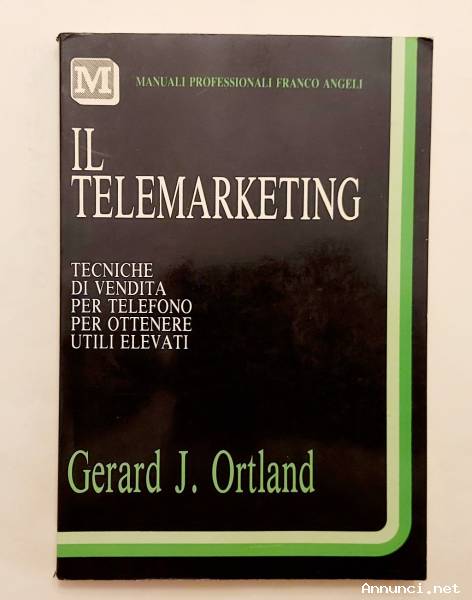 M
MANUALI PROFESSIONALI FRANCO ANGELI
IL
TELEMARKETING
TECNICHE
DI VENDITA
PER TELEFONO
PER OTTENERE
UTILI ELEVATI
Gerard J. Ortland
Annunci.net